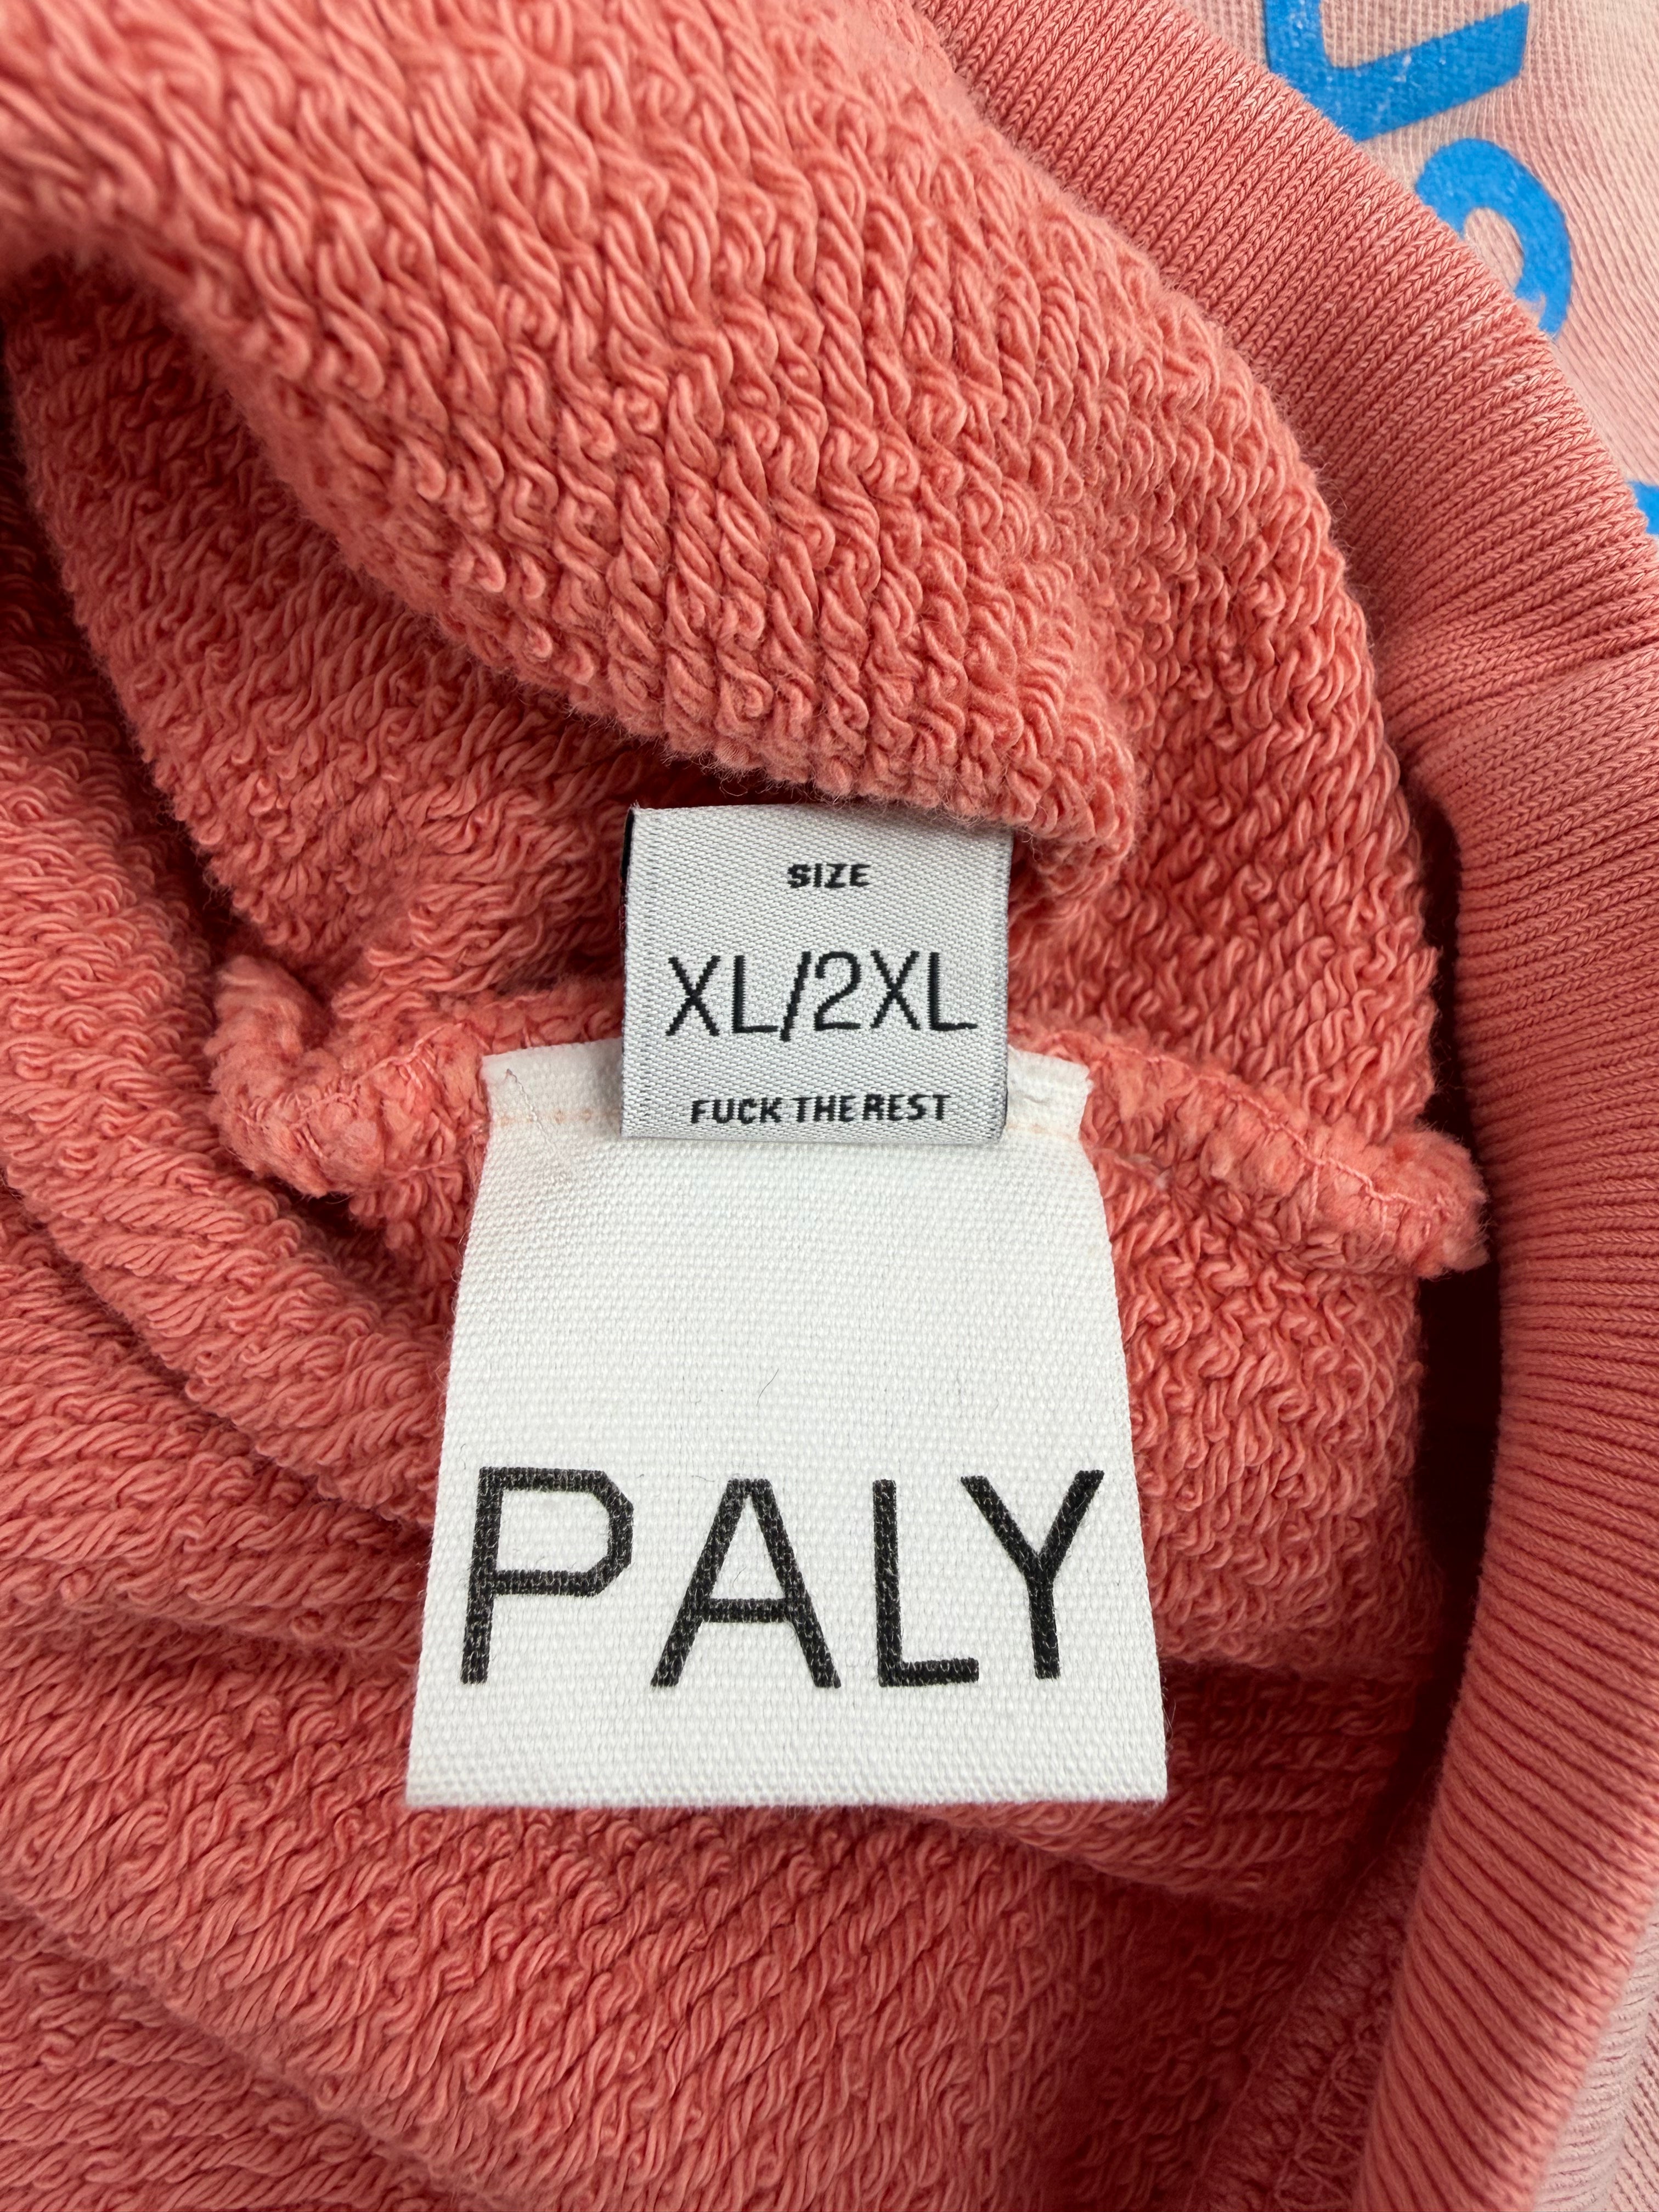 SIZE
XL/2XL
FUCK THE REST
PALY